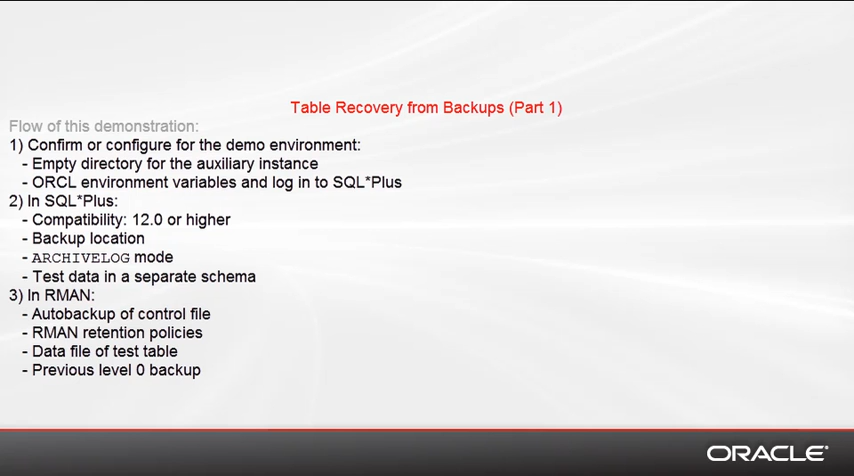 Table Recovery from Backups (Part 1)
Flow of this demonstration:
1) Confirm or configure for the demo environment:
- Empty directory for the auxiliary instance
- ORCL environment variables and log in to SQL*Plus
2) In SQL*Plus:
- Compatibility: 12.0 or higher
- Backup location
- ARCHIVELOG mode
- Test data in a separate schema
3) In RMAN:
- Autobackup of control file
- RMAN retention policies
- Data file of test table
- Previous level 0 backup
ORACLE®